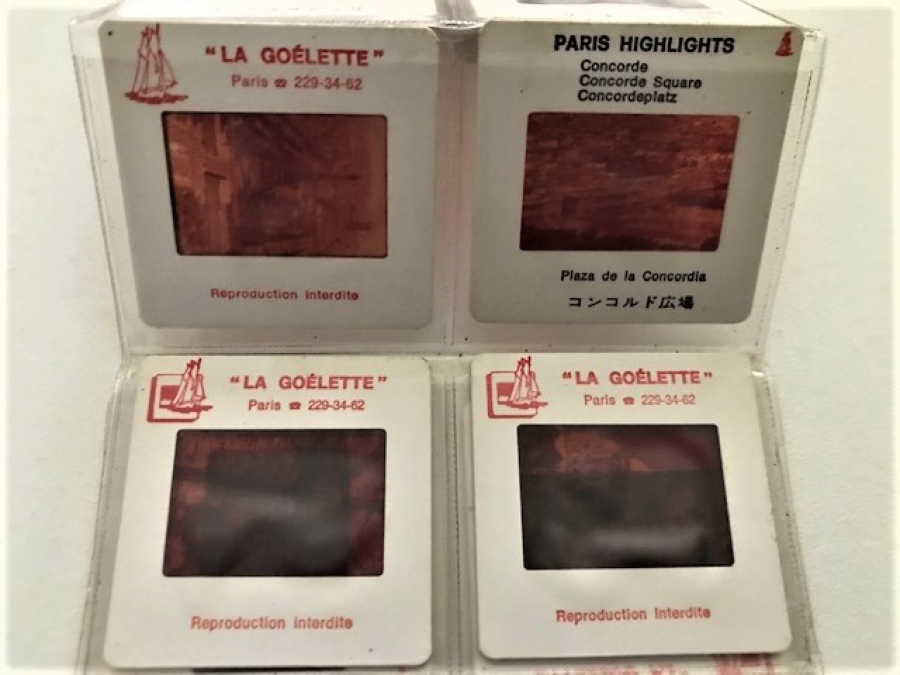 “LA GOÉLETTE”
Paris ☎ 229-34-62
Reproduction Interdite
PARIS HIGHLIGHTS
Concorde
Concorde Square
Concordeplatz
Plaza de la Concordia
コンコルド広場
“LA GOÉLETTE”
Paris ☎ 229-34-62
Reproduction Interdite
“LA GOÉLETTE”
Paris ☎ 229-34-62
Reproduction Interdite